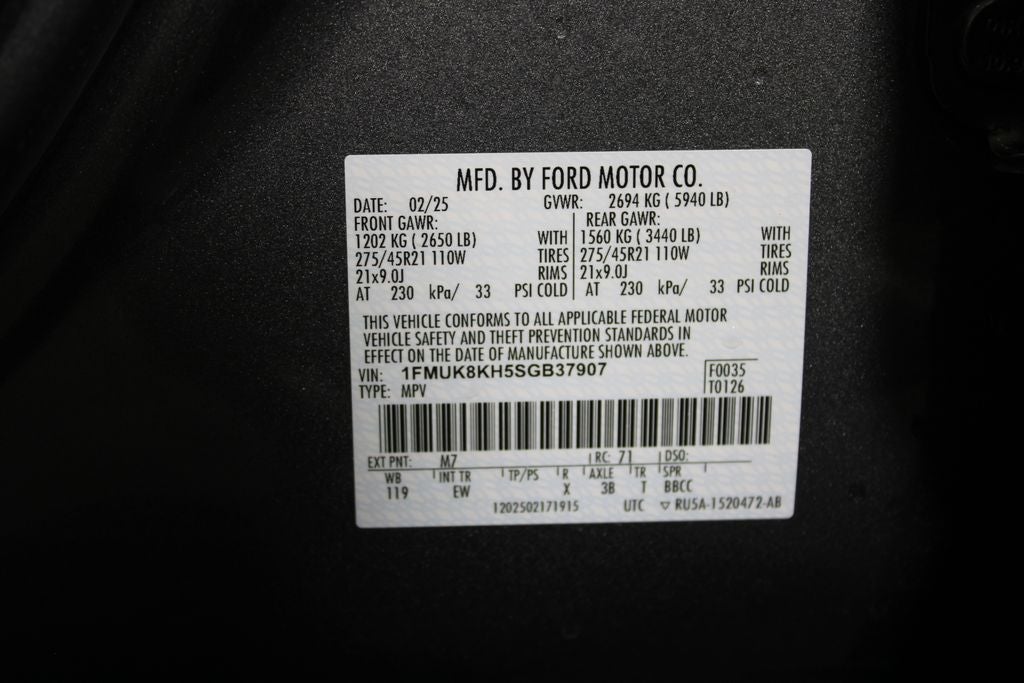 MFD. BY FORD MOTOR CO.
DATE: 02/25 GVWR: 2694 KG ( 5940 LB)
FRONT GAWR: REAR GAWR:
1202 KG ( 2650 LB) WITH 1560 KG ( 3440 LB) WITH
275/45R21 110W TIRES 275/45R21 110W TIRES
21x9.0J RIMS 21x9.0J RIMS
AT 230 kPa/ 33 PSI COLD AT 230 kPa/ 33 PSI COLD
THIS VEHICLE CONFORMS TO ALL APPLICABLE FEDERAL MOTOR
VEHICLE SAFETY AND THEFT PREVENTION STANDARDS IN
EFFECT ON THE DATE OF MANUFACTURE SHOWN ABOVE.
VIN: 1FMUK8KH5SGB37907 F0035
TYPE: MPV T0126
EXT PNT: M7 RC: 71 DSO:
WB INT TR TP/PS R AXLE TR SPR
119 EW X 3B T BBCC
1202502171915 UTC ▽ RU5A-1520472-AB